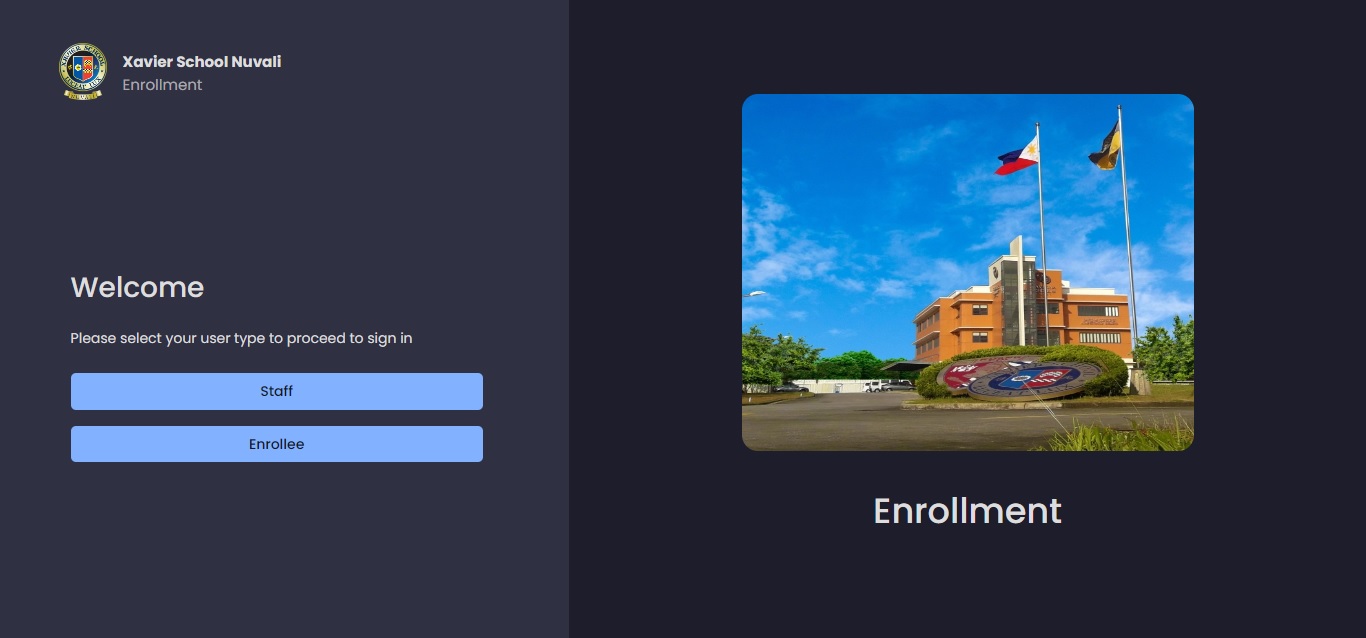 Xavier School Nuvali
Enrollment
Welcome
Please select your user type to proceed to sign in
Staff
Enrollee
Enrollment